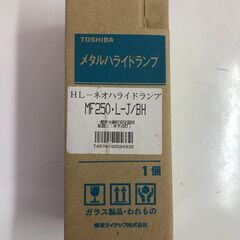 TOSHIBA
メタルハライドランプ
HL-ネオハライドランプ
MF250・L-J/BH
1個
ガラス製品・われもの
東芝ライテック株式会社